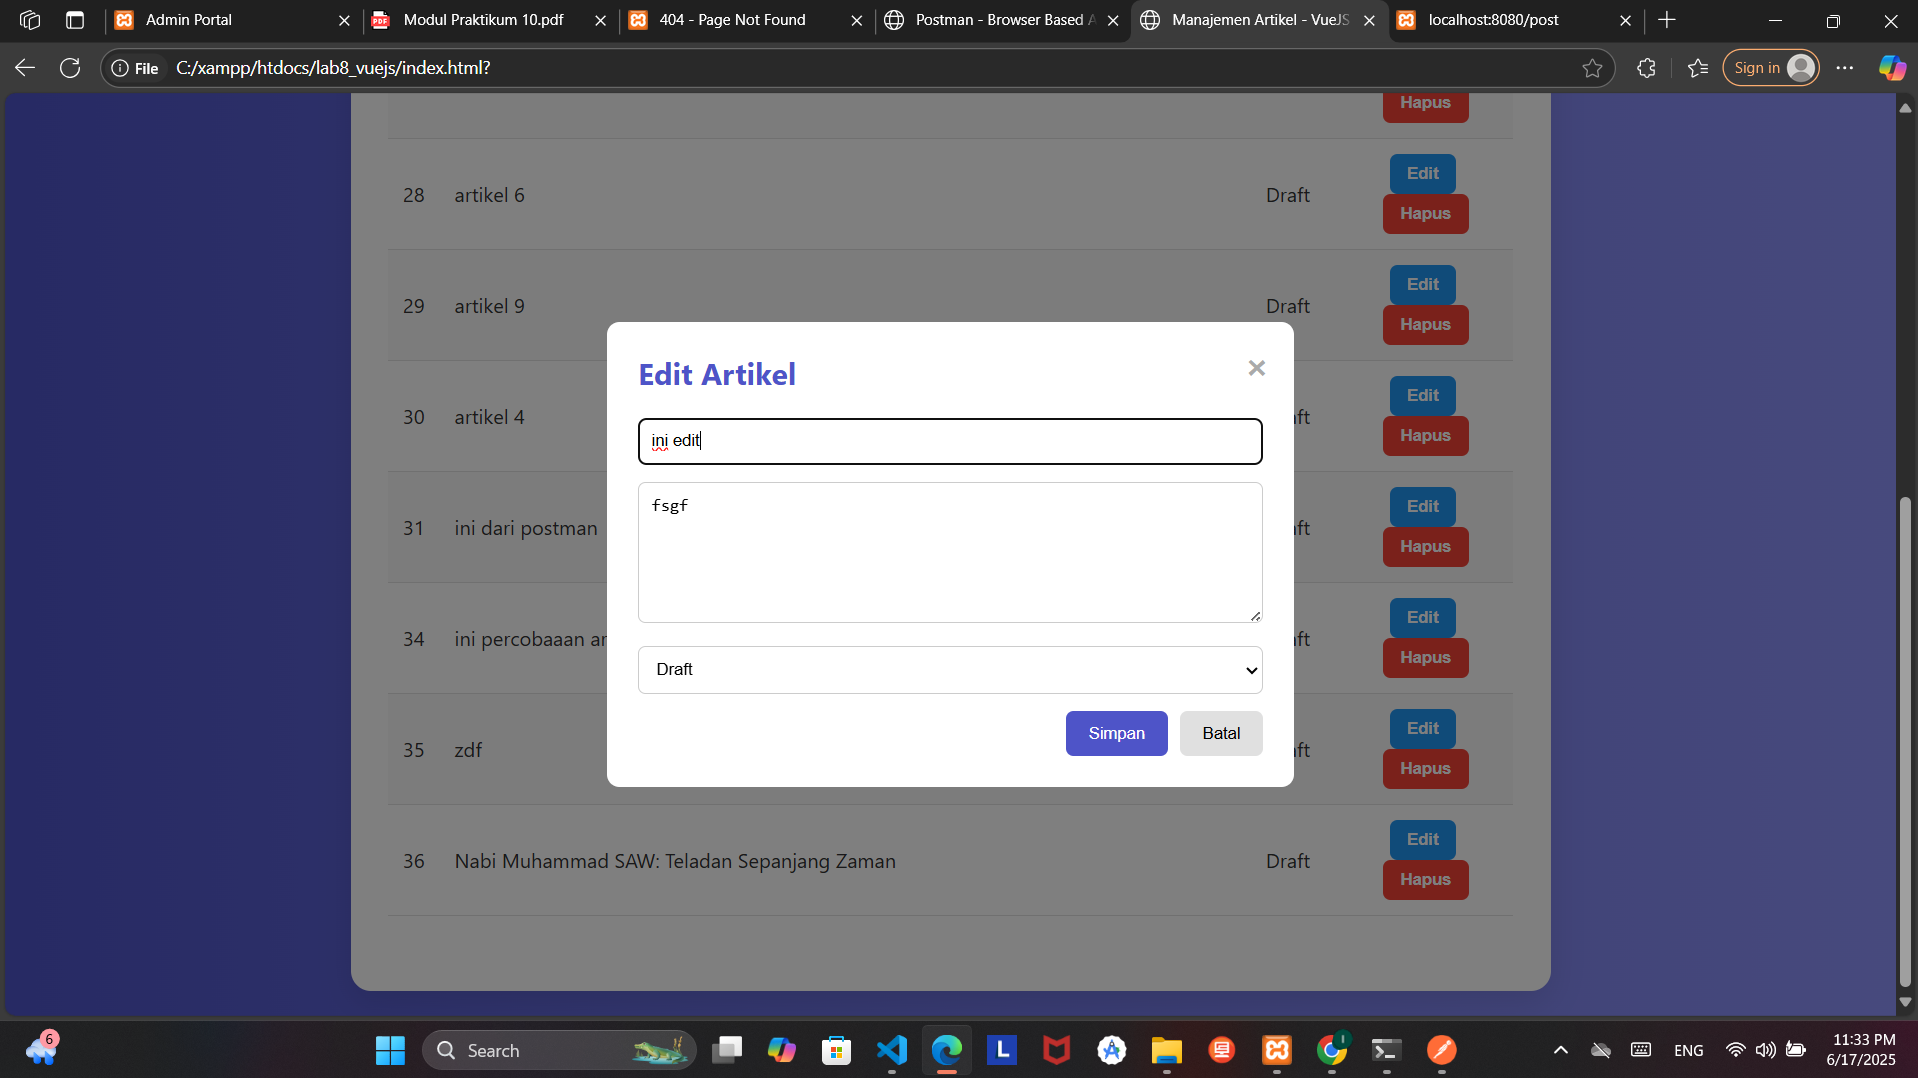 Admin Portal
Modul Praktikum 10.pdf
404 - Page Not Found
Postman - Browser Based A
Manajemen Artikel - VueJS
localhost:8080/post
File
C:/xampp/htdocs/lab8_vuejs/index.html?
Sign in
Hapus
28 artikel 6 Draft Edit
Hapus
29 artikel 9 Draft Edit
Hapus
30 artikel 4 ft Edit
Hapus
31 ini dari postman ft Edit
Hapus
34 ini percobaaan ar ft Edit
Hapus
35 zdf ft Edit
Hapus
36 Nabi Muhammad SAW: Teladan Sepanjang Zaman Draft Edit
Hapus
Edit Artikel
ini edit
fsgf
Draft
Simpan Batal
6
Search
L
ENG
11:33 PM
6/17/2025